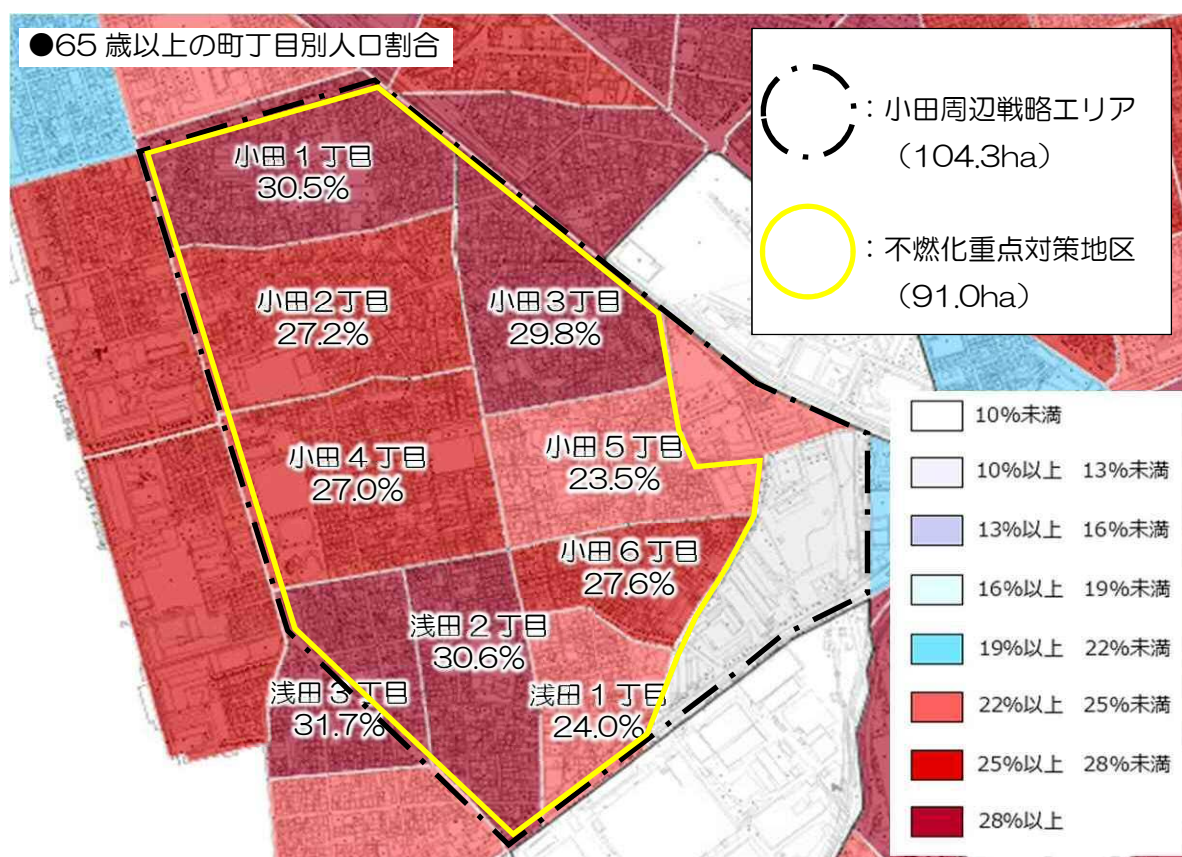 ●65 歳以上の町丁目別人口割合
：小田周辺戦略エリア
（104.3ha）
：不燃化重点対策地区
（91.0ha）
小田１丁目
30.5%
小田２丁目
27.2%
小田３丁目
29.8%
小田４丁目
27.0%
小田５丁目
23.5%
小田６丁目
27.6%
浅田２丁目
30.6%
浅田３丁目
31.7%
浅田１丁目
24.0%
10%未満
10%以上　13%未満
13%以上　16%未満
16%以上　19%未満
19%以上　22%未満
22%以上　25%未満
25%以上　28%未満
28%以上